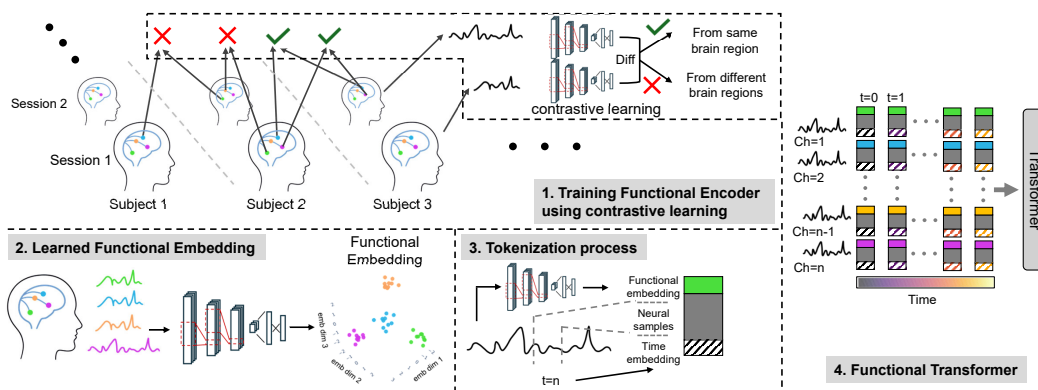 Session 2
Session 1
Subject 1
Subject 2
Subject 3
Diff
From same
brain region
From different
brain regions
contrastive learning
1. Training Functional Encoder
using contrastive learning
2. Learned Functional Embedding
Functional
Embedding
emb dim 3
emb dim 2
emb dim 1
3. Tokenization process
Functional
embedding
Neural
samples
Time
embedding
t=n
t=0
t=1
Ch=1
Ch=2
Ch=n-1
Ch=n
Time
Transformer
4. Functional Transformer